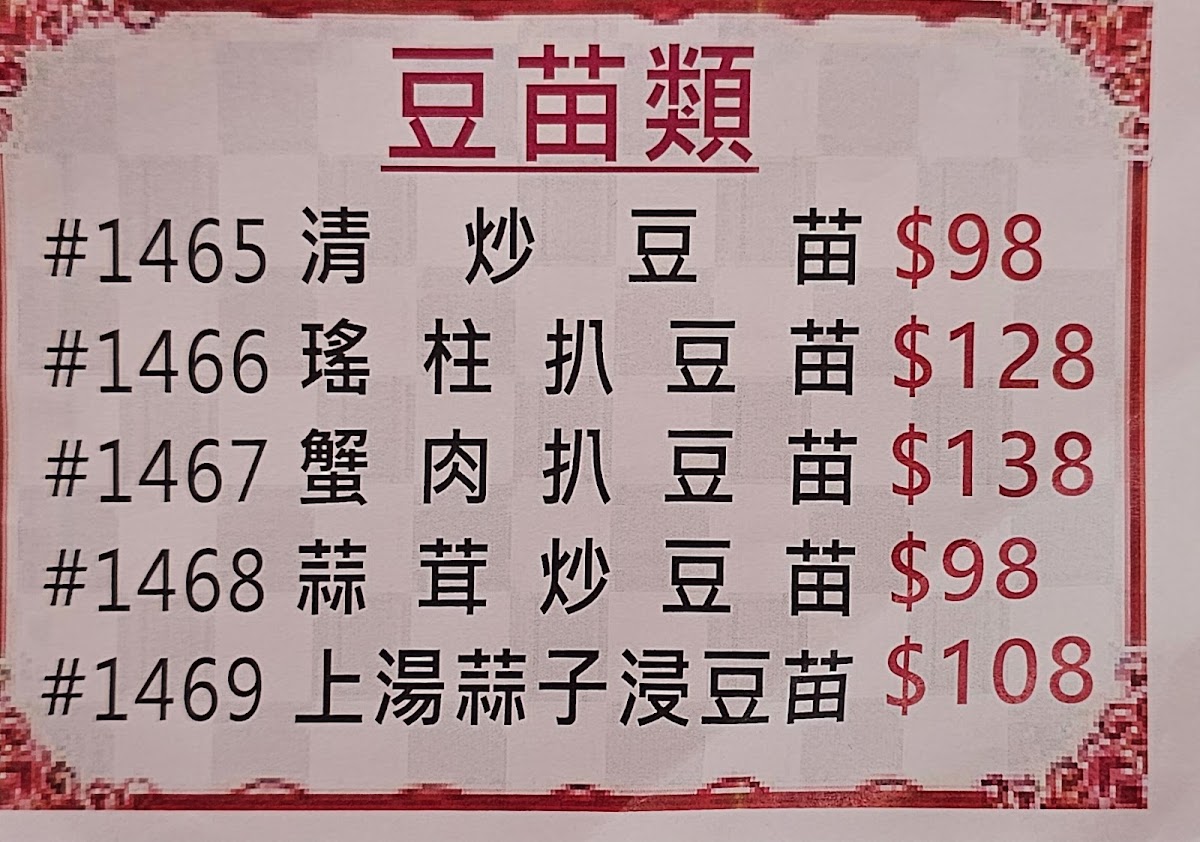 豆苗類
#1465 清炒豆苗 $98
#1466 瑤柱扒豆苗 $128
#1467 蟹肉扒豆苗 $138
#1468 蒜茸炒豆苗 $98
#1469 上湯蒜子浸豆苗 $108